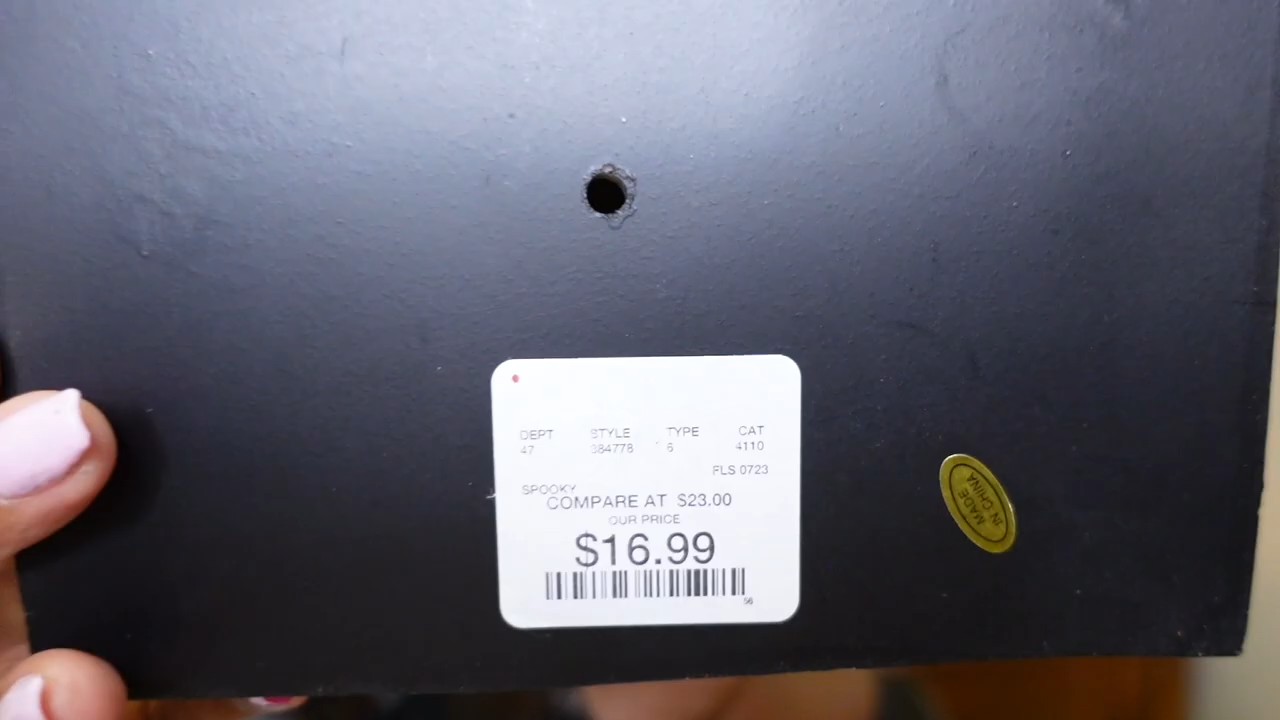 DEPT STYLE TYPE CAT
47 384778 6 4110
FLS 0723
SPOOKY
COMPARE AT $23.00
OUR PRICE
$16.99
56
MADE
IN CHINA